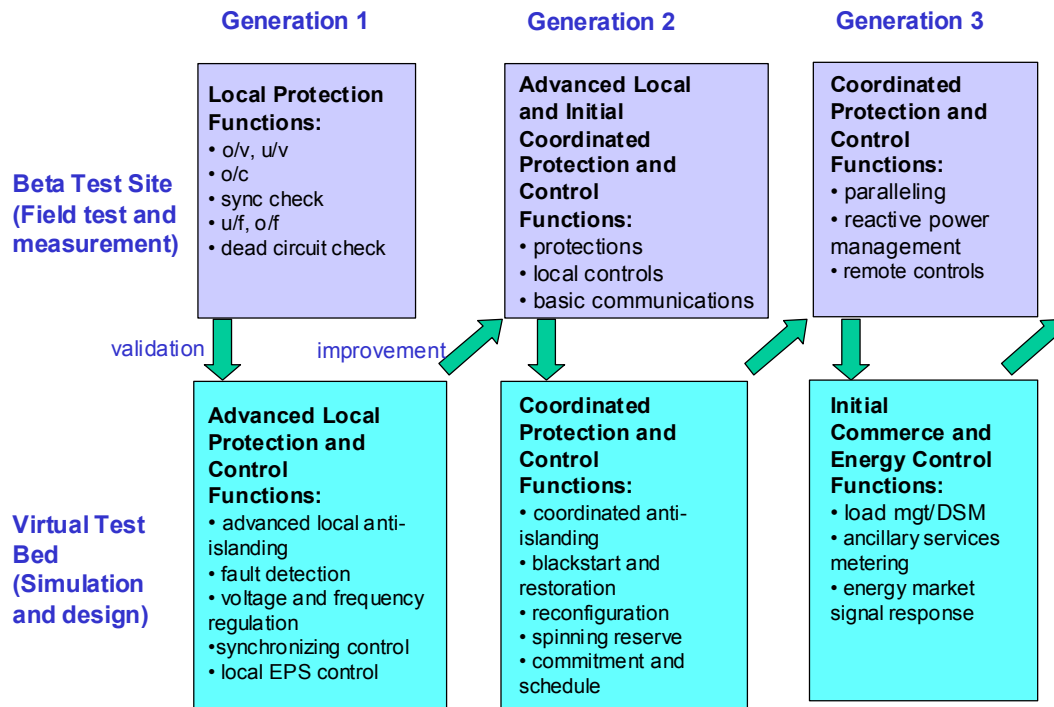 Generation 1
Generation 2
Generation 3
Beta Test Site
(Field test and
measurement)
Local Protection
Functions:
• o/v, u/v
• o/c
• sync check
• u/f, o/f
• dead circuit check
Advanced Local
and Initial
Coordinated
Protection and
Control
Functions:
• protections
• local controls
• basic communications
Coordinated
Protection and
Control
Functions:
• paralleling
• reactive power
management
• remote controls
validation
improvement
Virtual Test
Bed
(Simulation
and design)
Advanced Local
Protection and
Control
Functions:
• advanced local anti-
islanding
• fault detection
• voltage and frequency
regulation
•synchronizing control
• local EPS control
Coordinated
Protection and
Control
Functions:
• coordinated anti-
islanding
• blackstart and
restoration
• reconfiguration
• spinning reserve
• commitment and
schedule
Initial
Commerce and
Energy Control
Functions:
• load mgt/DSM
• ancillary services
metering
• energy market
signal response